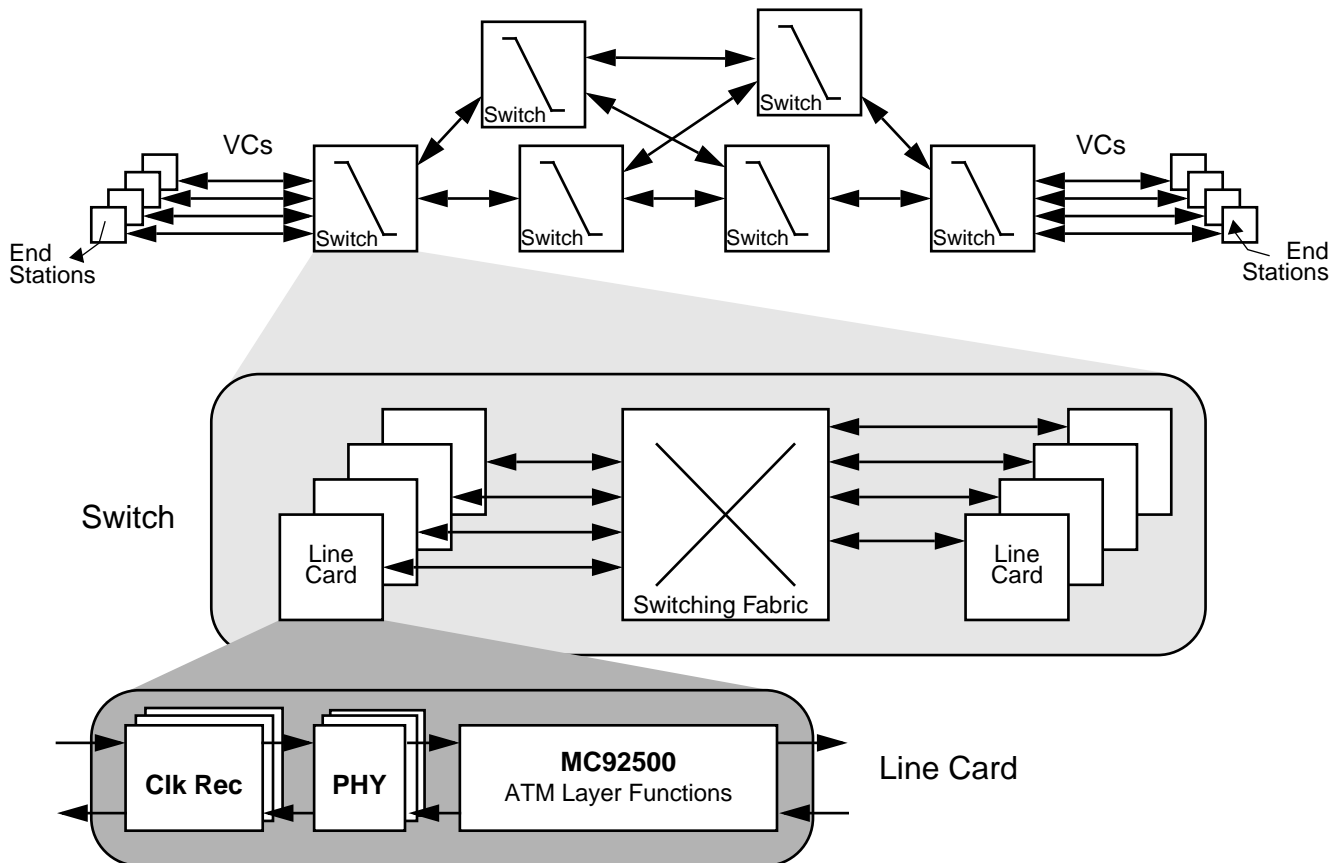 Switch
Switch
VCs
VCs
Switch
Switch
Switch
Switch
End
Stations
End
Stations
Switch
Line
Card
Switching Fabric
Line
Card
Clk Rec
PHY
MC92500
ATM Layer Functions
Line Card